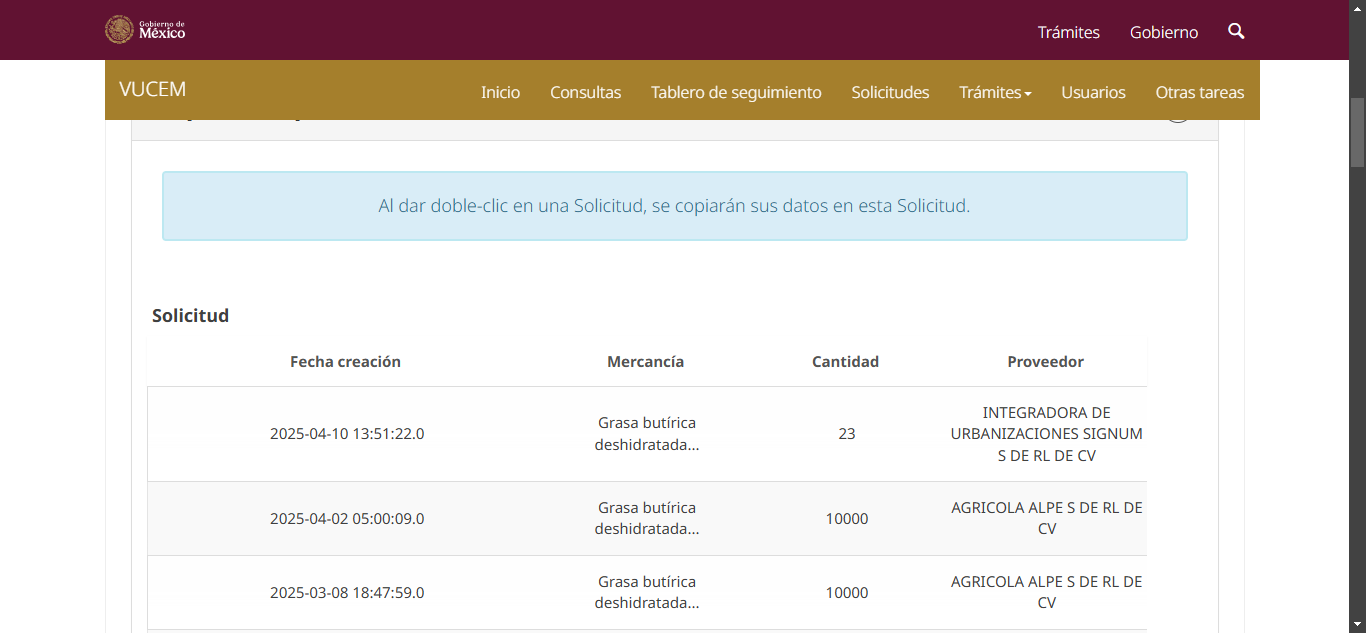 Gobierno de
México
Trámites
Gobierno
VUCEM
Inicio
Consultas
Tablero de seguimiento
Solicitudes
Trámites
Usuarios
Otras tareas
Al dar doble-clic en una Solicitud, se copiarán sus datos en esta Solicitud.
Solicitud
Fecha creación
Mercancía
Cantidad
Proveedor
2025-04-10 13:51:22.0
Grasa butírica
deshidratada...
23
INTEGRADORA DE
URBANIZACIONES SIGNUM
S DE RL DE CV
2025-04-02 05:00:09.0
Grasa butírica
deshidratada...
10000
AGRICOLA ALPE S DE RL DE
CV
2025-03-08 18:47:59.0
Grasa butírica
deshidratada...
10000
AGRICOLA ALPE S DE RL DE
CV